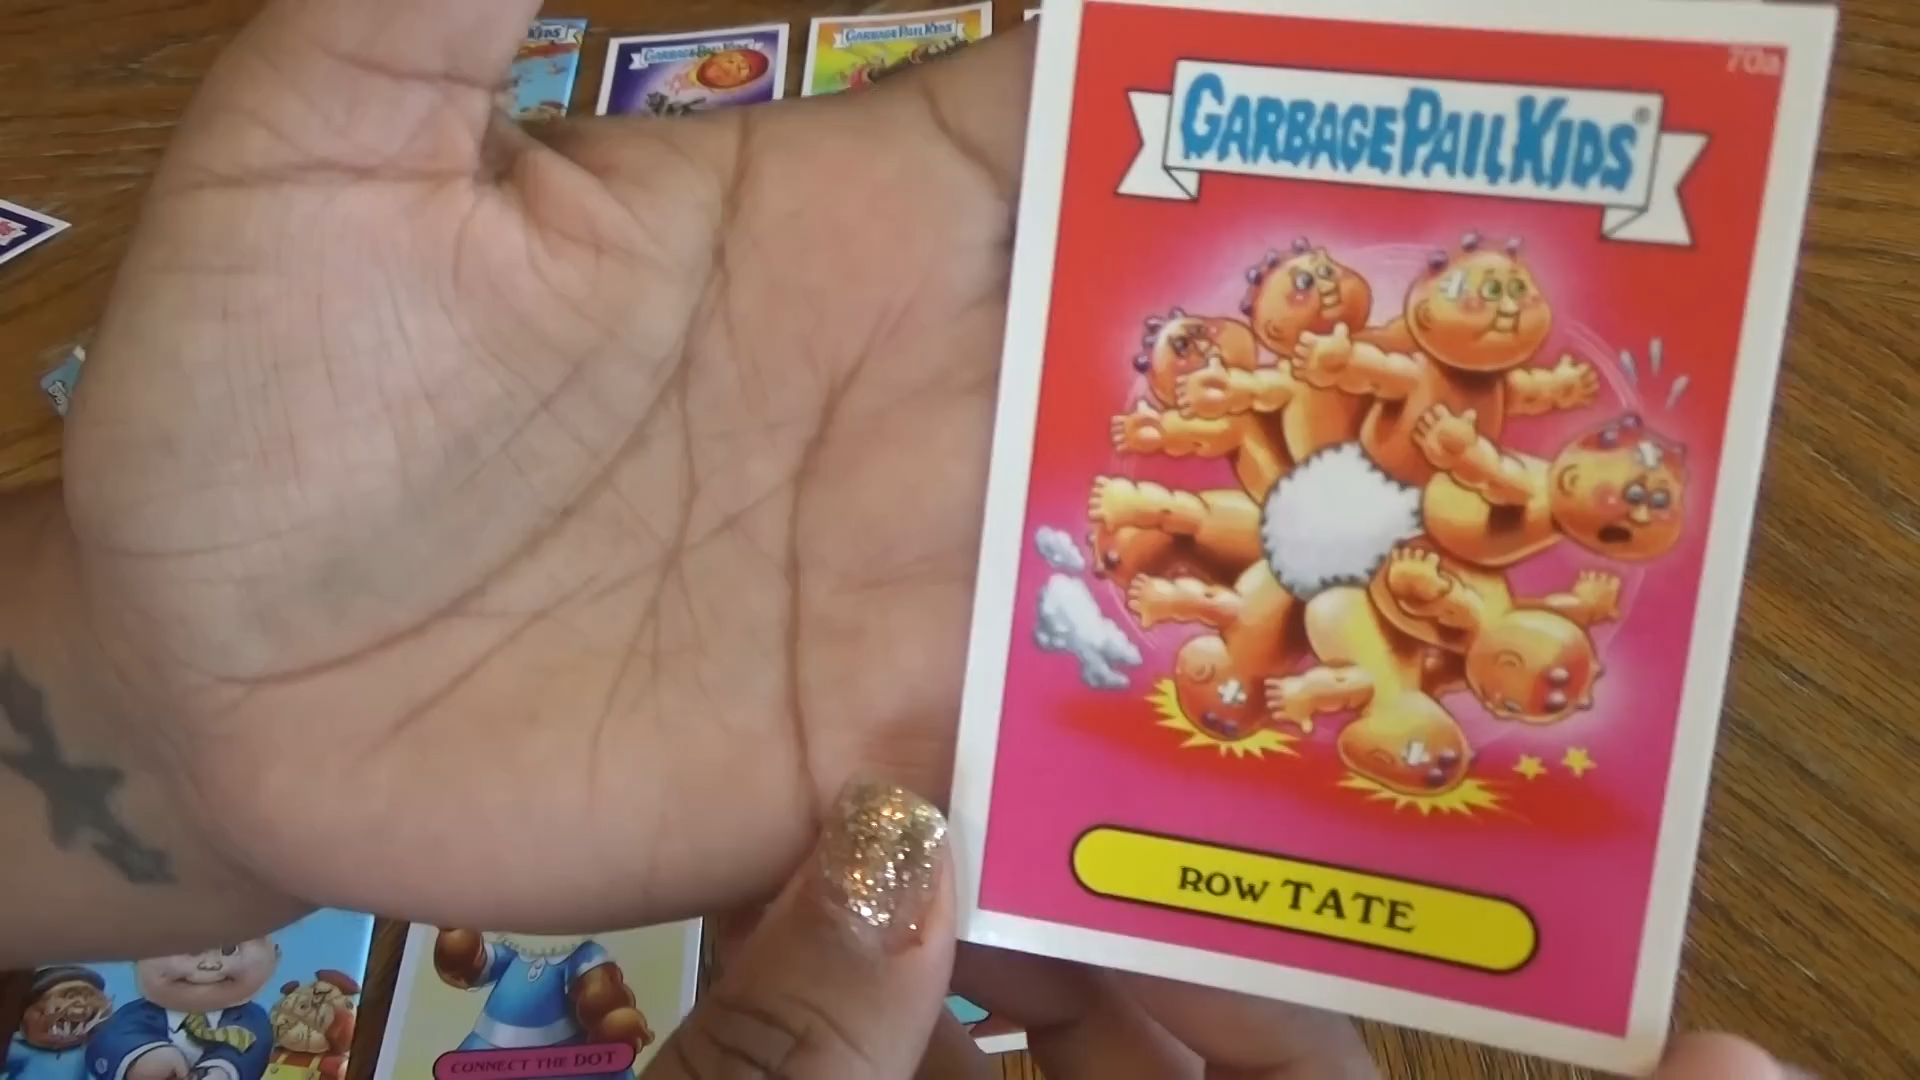 KIDS
GARBAGE PAIL KIDS
GARBAGE PAIL KIDS
70a
GARBAGE PAIL KIDS®
ROW TATE
CONNECT THE DOT